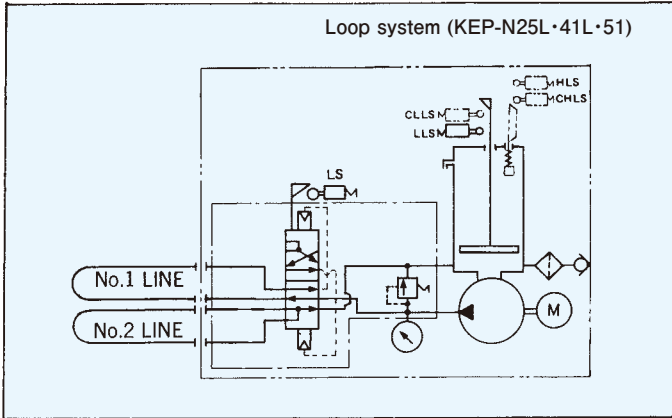 Loop system (KEP-N25L･41L･51)
HLS
CHLS
CLLS
LLS
LS
No.1 LINE
No.2 LINE
M